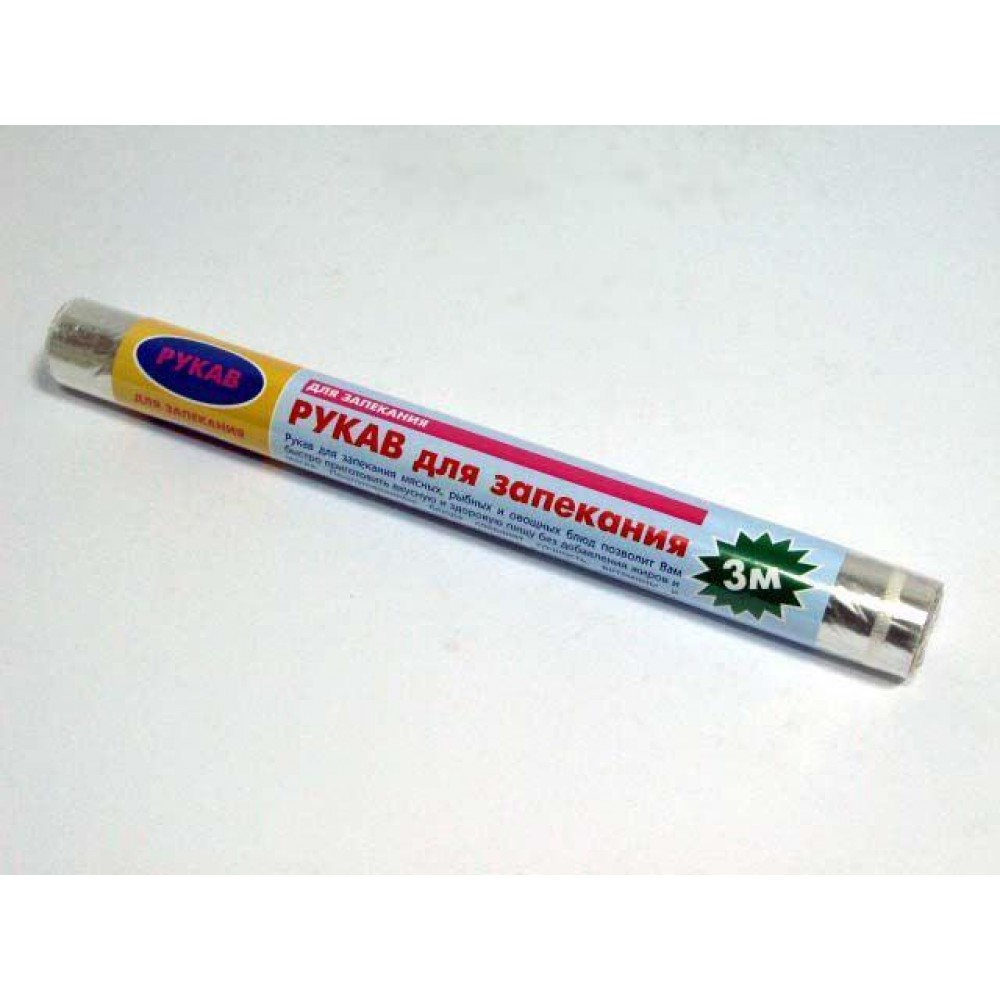 РУКАВ
ДЛЯ ЗАПЕКАНИЯ
ДЛЯ ЗАПЕКАНИЯ
РУКАВ для запекания
Рукав для запекания мясных, рыбных и овощных блюд позволит Вам
быстро приготовить вкусную и здоровую пищу без добавления жиров и
3м